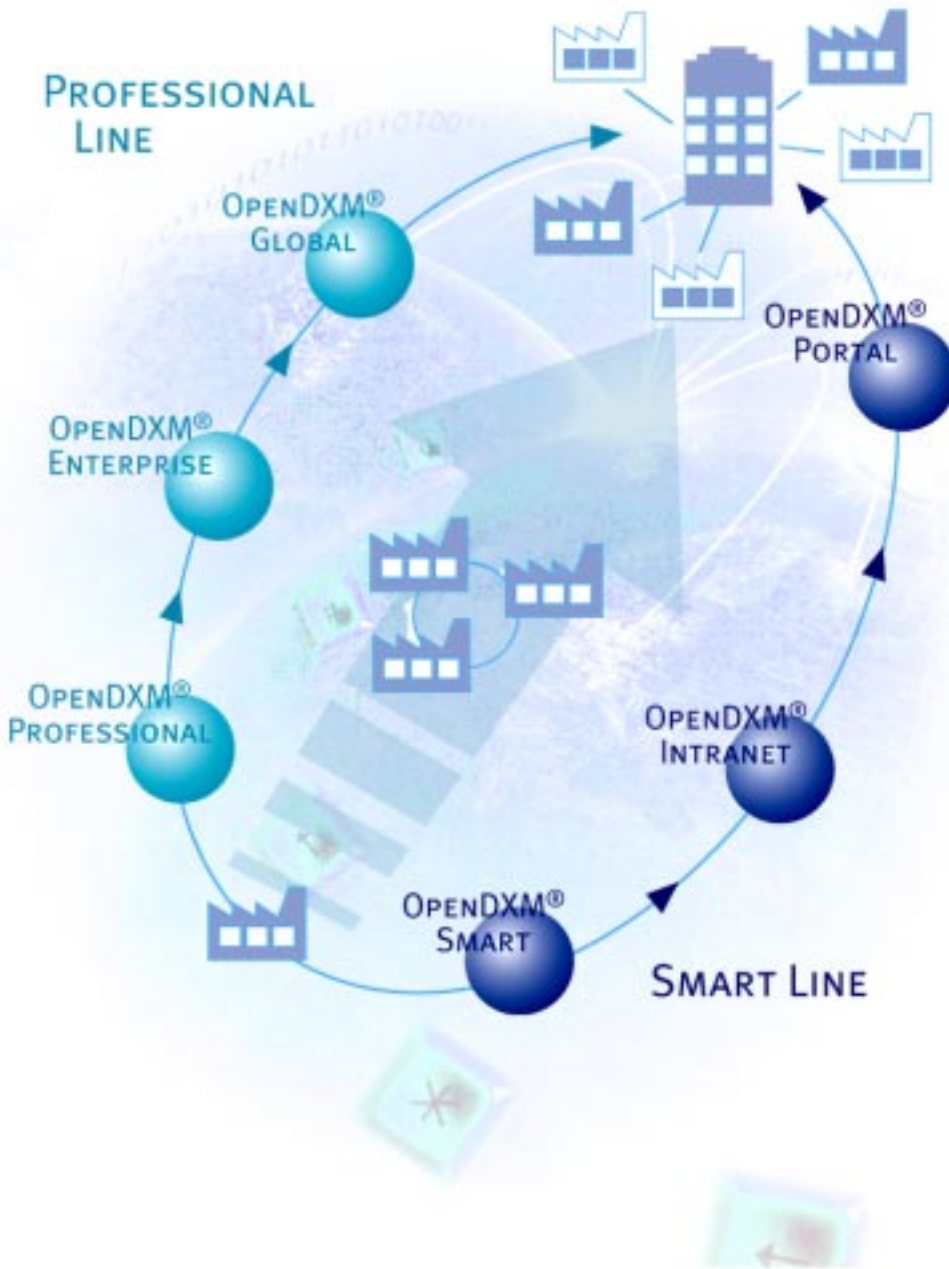 PROFESSIONAL
LINE
OPENDXM®
GLOBAL
OPENDXM®
PORTAL
OPENDXM®
ENTERPRISE
OPENDXM®
PROFESSIONAL
OPENDXM®
INTRANET
OPENDXM®
SMART
SMART LINE